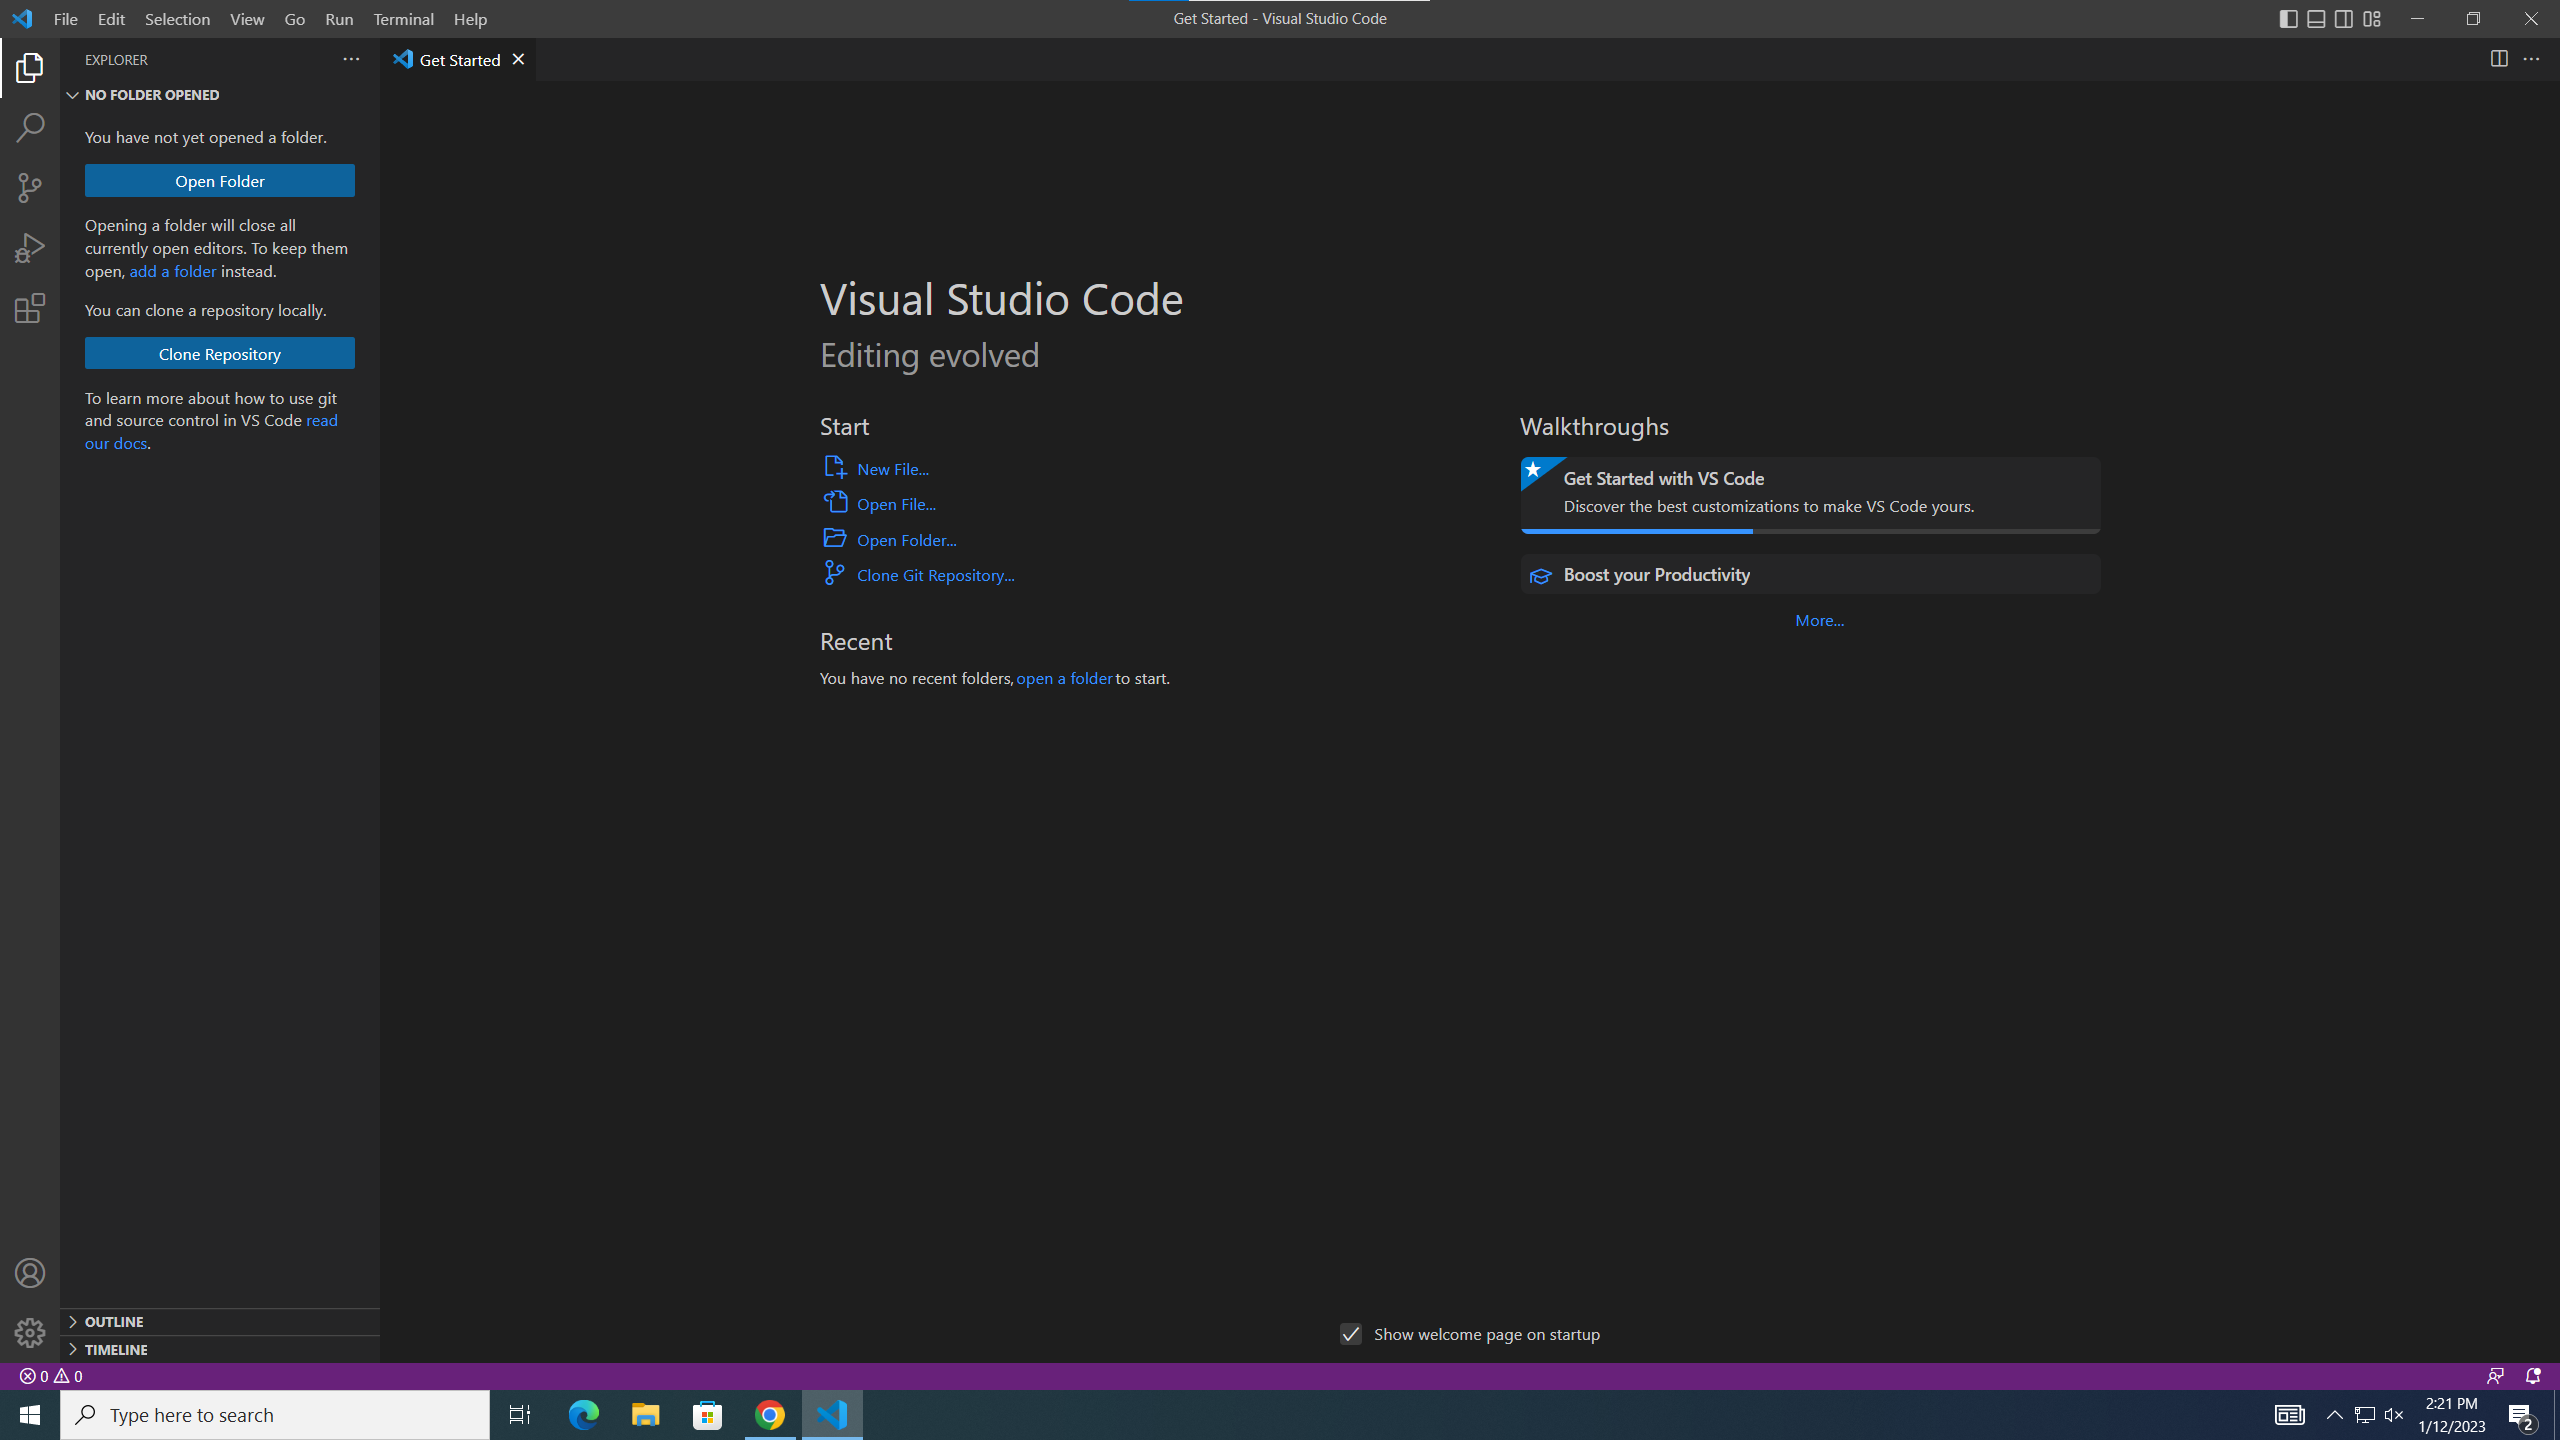 File Edit Selection View Go Run Terminal Help
Get Started - Visual Studio Code
EXPLORER
Get Started
NO FOLDER OPENED
You have not yet opened a folder.
Open Folder
Opening a folder will close all
currently open editors. To keep them
open, add a folder instead.
You can clone a repository locally.
Clone Repository
To learn more about how to use git
and source control in VS Code read
our docs.
Visual Studio Code
Editing evolved
Start
New File...
Open File...
Open Folder...
Clone Git Repository...
Recent
You have no recent folders, open a folder to start.
Walkthroughs
Get Started with VS Code
Discover the best customizations to make VS Code yours.
Boost your Productivity
More...
Show welcome page on startup
OUTLINE
TIMELINE
0 0
Type here to search
2:21 PM
1/12/2023
2